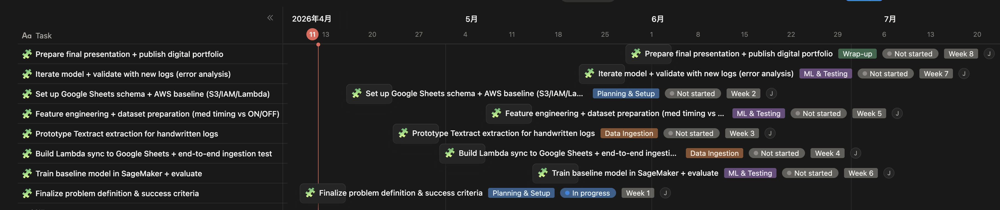 2026年4月 5月 6月 7月
Aa Task 11 13 20 27 4 11 18 25 1 8 15 22 29 6 13 20
Prepare final presentation + publish digital portfolio Prepare final presentation + publish digital portfolio Wrap-up Not started Week 8 J
Iterate model + validate with new logs (error analysis) Iterate model + validate with new logs (error analysis) ML & Testing Not started Week 7 J
Set up Google Sheets schema + AWS baseline (S3/IAM/Lambda) Set up Google Sheets schema + AWS baseline (S3/IAM/La... Planning & Setup Not started Week 2 J
Feature engineering + dataset preparation (med timing vs ON/OFF) Feature engineering + dataset preparation (med timing vs ... ML & Testing Not started Week 5 J
Prototype Textract extraction for handwritten logs Prototype Textract extraction for handwritten logs Data Ingestion Not started Week 3 J
Build Lambda sync to Google Sheets + end-to-end ingestion test Build Lambda sync to Google Sheets + end-to-end ingesti... Data Ingestion Not started Week 4 J
Train baseline model in SageMaker + evaluate Train baseline model in SageMaker + evaluate ML & Testing Not started Week 6 J
Finalize problem definition & success criteria Finalize problem definition & success criteria Planning & Setup In progress Week 1 J